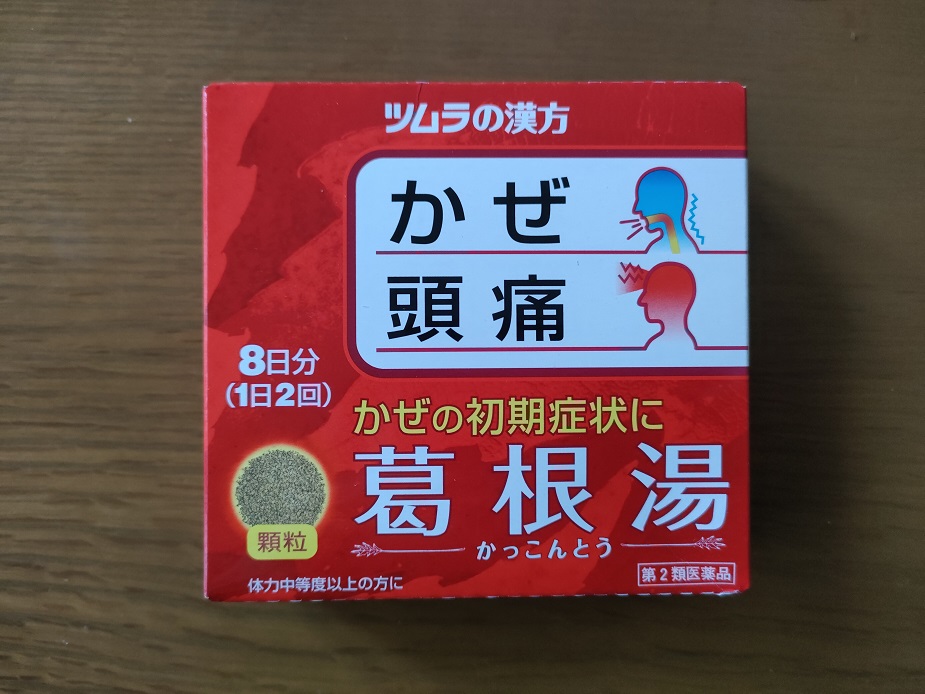 ツムラの漢方
かぜ
頭痛
8日分
(1日2回)
かぜの初期症状に
葛根湯
かっこんとう
顆粒
体力中等度以上の方に
第2類医薬品